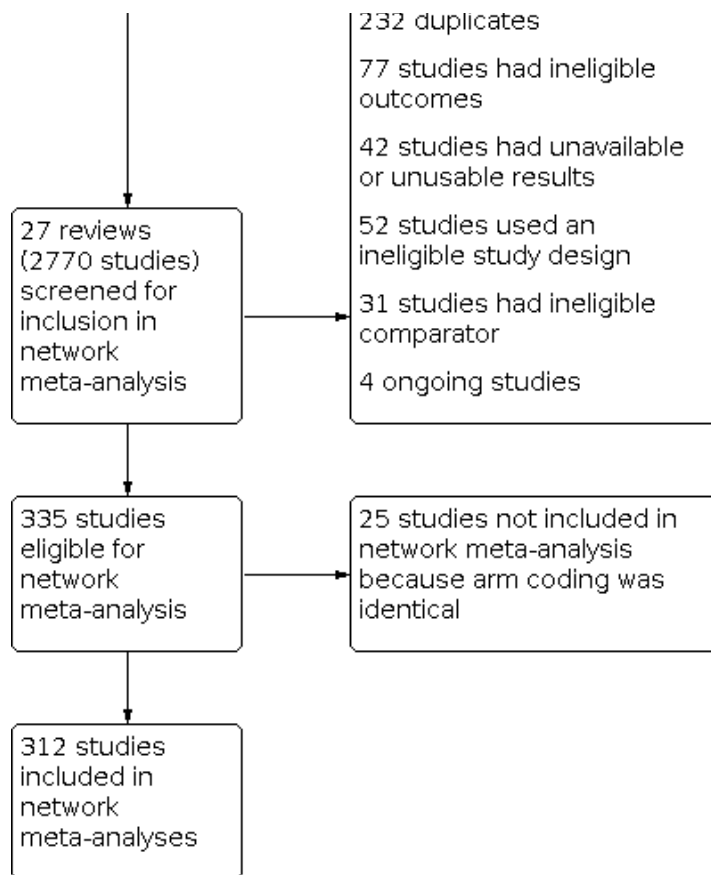 232 duplicates
77 studies had ineligible
outcomes
42 studies had unavailable
or unusable results
52 studies used an
ineligible study design
31 studies had ineligible
comparator
4 ongoing studies
27 reviews
(2770 studies)
screened for
inclusion in
network
meta-analysis
335 studies
eligible for
network
meta-analysis
25 studies not included in
network meta-analysis
because arm coding was
identical
312 studies
included in
network
meta-analyses